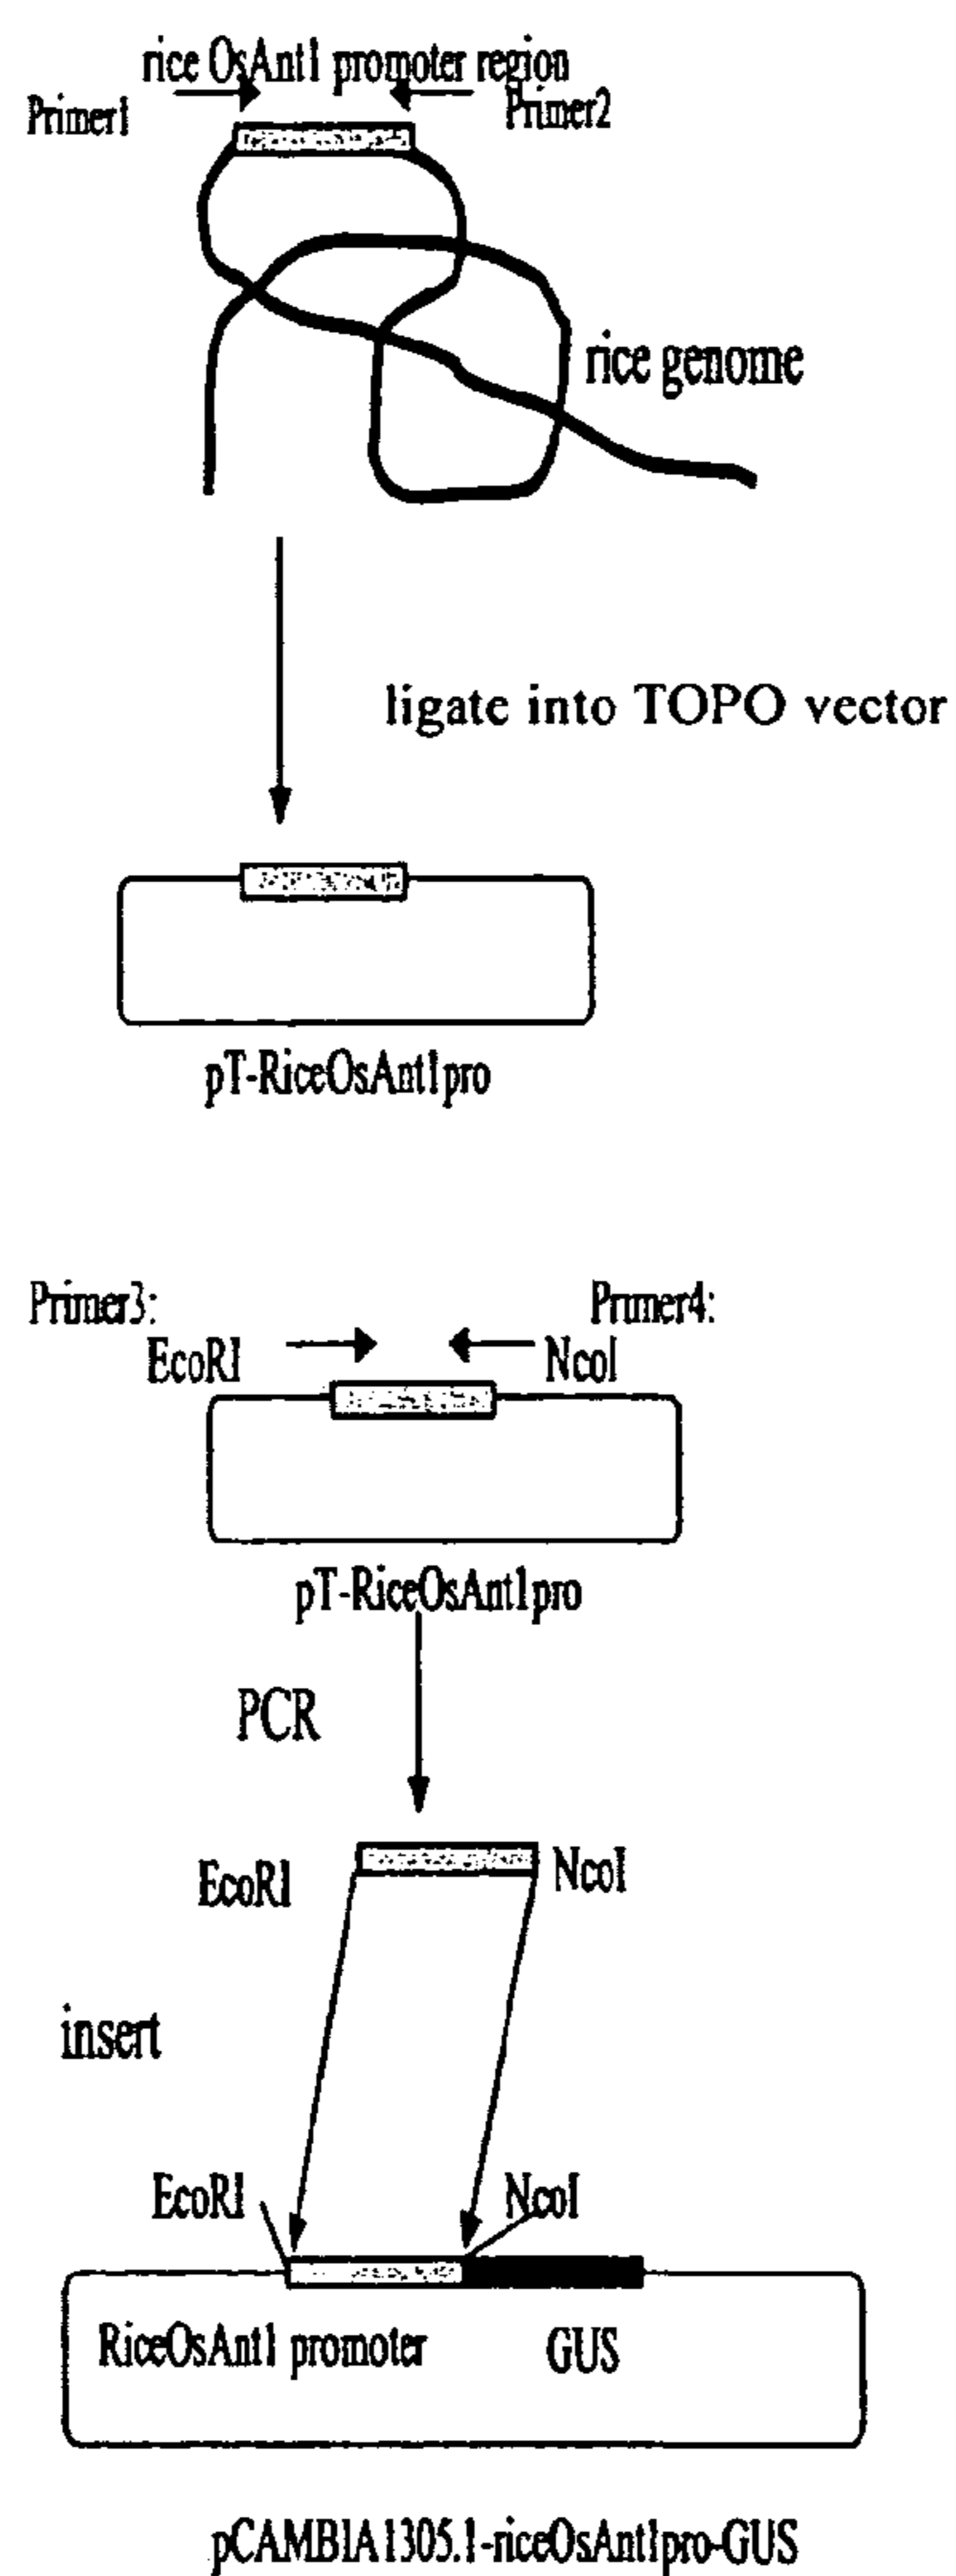 rice OsAnt1 promoter region
Primer1
Primer2
rice genome
ligate into TOPO vector
pT-RiceOsAnt1pro
Primer3:
Primer4:
EcoRI
NcoI
pT-RiceOsAnt1pro
PCR
EcoRI
NcoI
insert
EcoRI
NcoI
RiceOsAnt1 promoter
GUS
pCAMBIA1305.1-riceOsAnt1pro-GUS